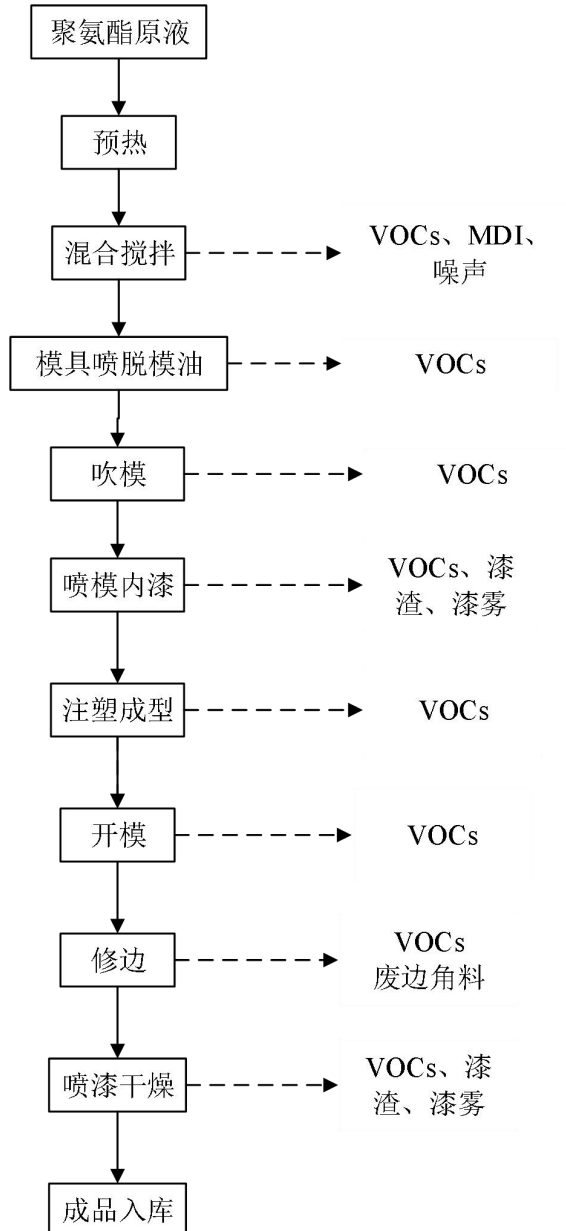 聚氨酯原液
预热
混合搅拌
VOCs、MDI、
噪声
模具喷脱模油
VOCs
吹模
VOCs
喷模内漆
VOCs、漆
渣、漆雾
注塑成型
VOCs
开模
VOCs
修边
VOCs
废边角料
喷漆干燥
VOCs、漆
渣、漆雾
成品入库